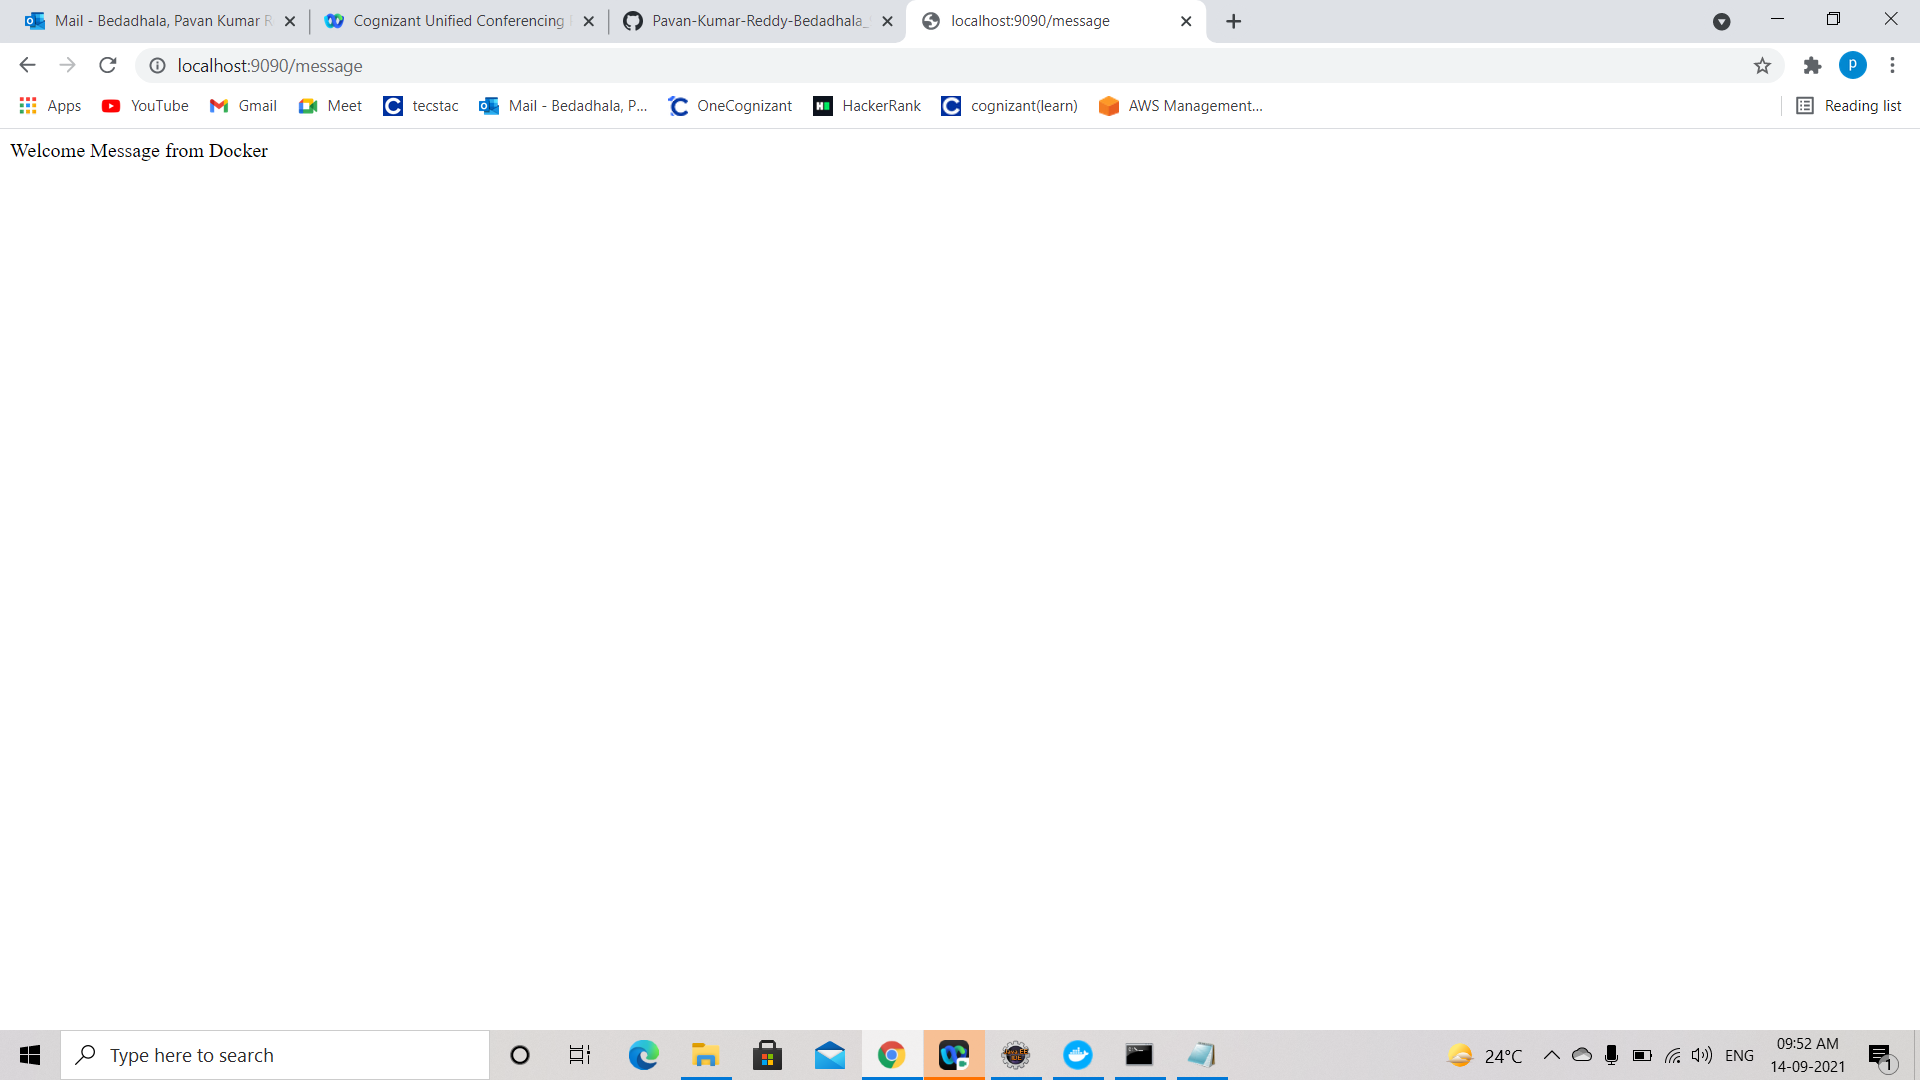 Mail - Bedadhala, Pavan Kumar R
Cognizant Unified Conferencing
Pavan-Kumar-Reddy-Bedadhala_
localhost:9090/message
localhost:9090/message
P
Apps
YouTube
Gmail
Meet
tecstac
Mail - Bedadhala, P...
OneCognizant
HackerRank
cognizant(learn)
AWS Management...
Reading list
Welcome Message from Docker
Type here to search
24°C
ENG
09:52 AM
14-09-2021
1